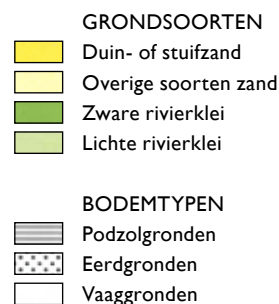 GRONDSOORTEN
Duin- of stuifzand
Overige soorten zand
Zware rivierklei
Lichte rivierklei
BODEMTYPEN
Podzolgronden
Eerdgronden
Vaaggronden